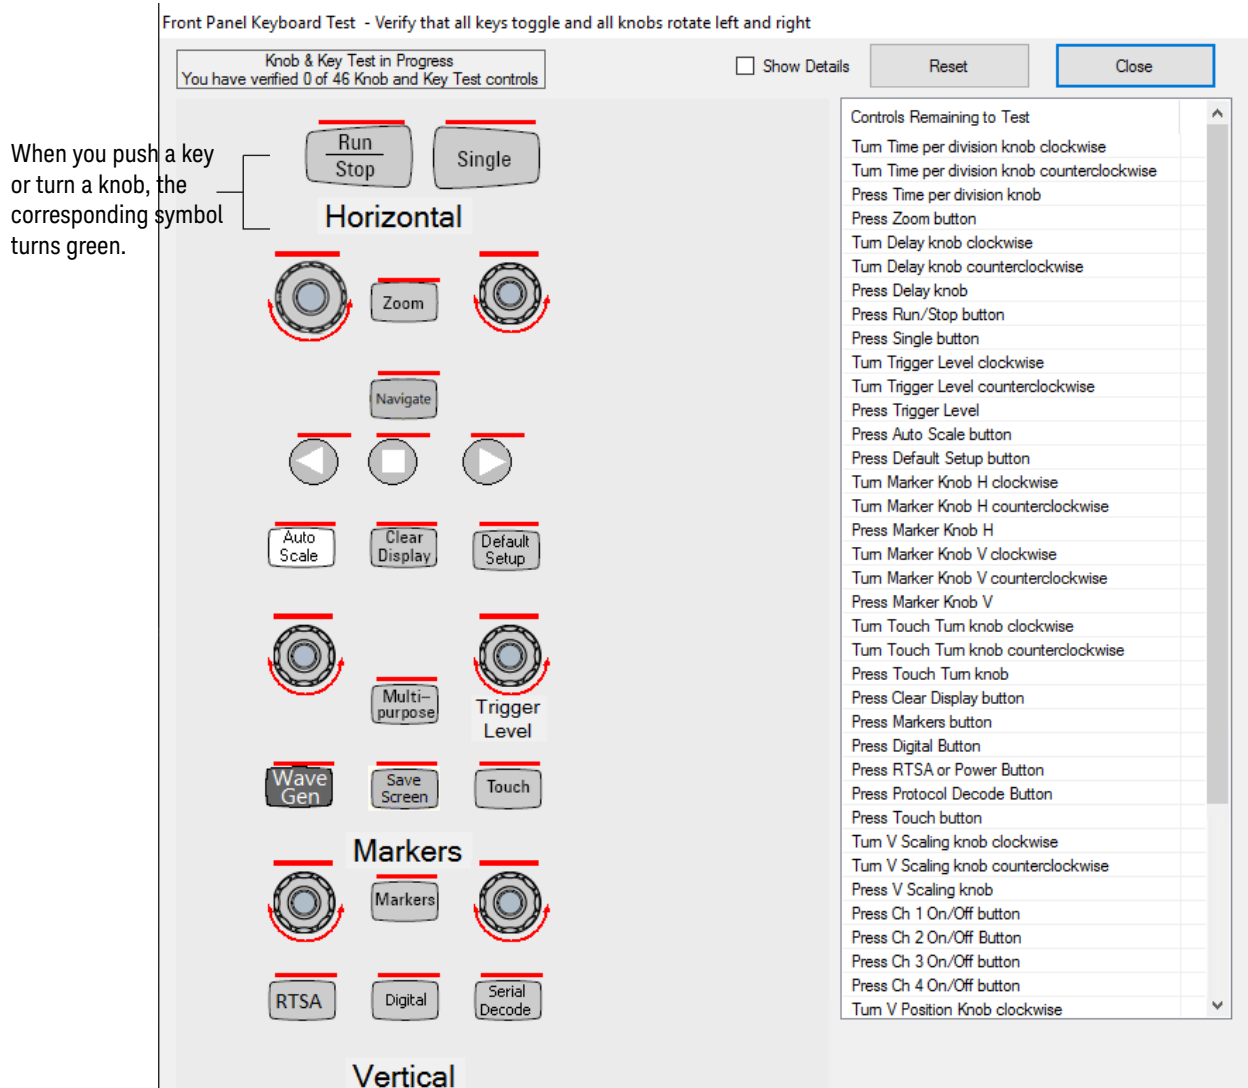 Front Panel Keyboard Test - Verify that all keys toggle and all knobs rotate left and right
Knob & Key Test in Progress
You have verified 0 of 46 Knob and Key Test controls
Show Details
Reset
Close
When you push a key
or turn a knob, the
corresponding symbol
turns green.
Run
Stop
Single
Horizontal
Zoom
Navigate
Auto
Scale
Clear
Display
Default
Setup
Multi-
purpose
Trigger
Level
Wave
Gen
Save
Screen
Touch
Markers
Markers
RTSA
Digital
Serial
Decode
Vertical
Controls Remaining to Test
Turn Time per division knob clockwise
Turn Time per division knob counterclockwise
Press Time per division knob
Press Zoom button
Turn Delay knob clockwise
Turn Delay knob counterclockwise
Press Delay knob
Press Run/Stop button
Press Single button
Turn Trigger Level clockwise
Turn Trigger Level counterclockwise
Press Trigger Level
Press Auto Scale button
Press Default Setup button
Turn Marker Knob H clockwise
Turn Marker Knob H counterclockwise
Press Marker Knob H
Turn Marker Knob V clockwise
Turn Marker Knob V counterclockwise
Press Marker Knob V
Turn Touch Turn knob clockwise
Turn Touch Turn knob counterclockwise
Press Touch Turn knob
Press Clear Display button
Press Markers button
Press Digital Button
Press RTSA or Power Button
Press Protocol Decode Button
Press Touch button
Turn V Scaling knob clockwise
Turn V Scaling knob counterclockwise
Press V Scaling knob
Press Ch 1 On/Off button
Press Ch 2 On/Off Button
Press Ch 3 On/Off button
Press Ch 4 On/Off button
Turn V Position Knob clockwise